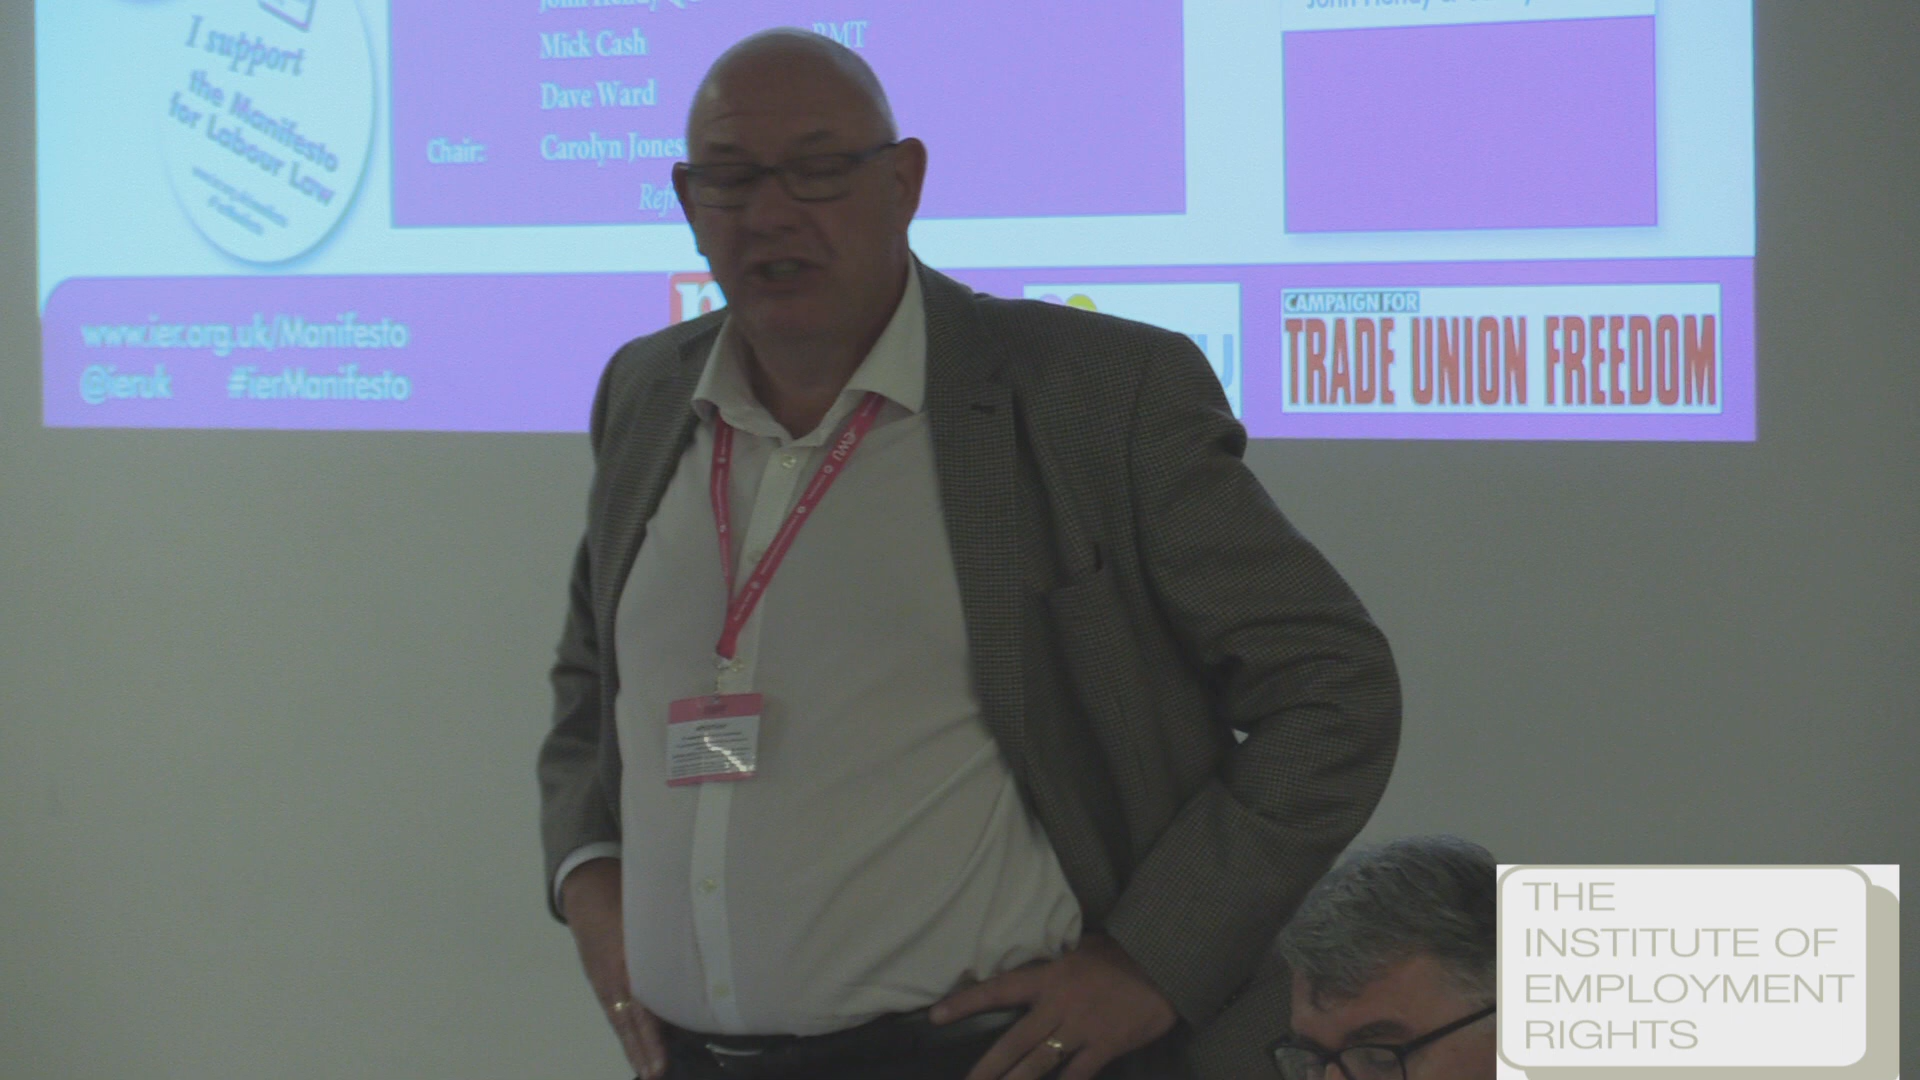 I support
the Manifesto
for Labour Law
Mick Cash
RMT
Dave Ward
Chair:
Carolyn Jones
www.ier.org.uk/Manifesto
@ieruk
#ierManifesto
CAMPAIGN FOR
TRADE UNION FREEDOM
CWU
THE
INSTITUTE OF
EMPLOYMENT
RIGHTS